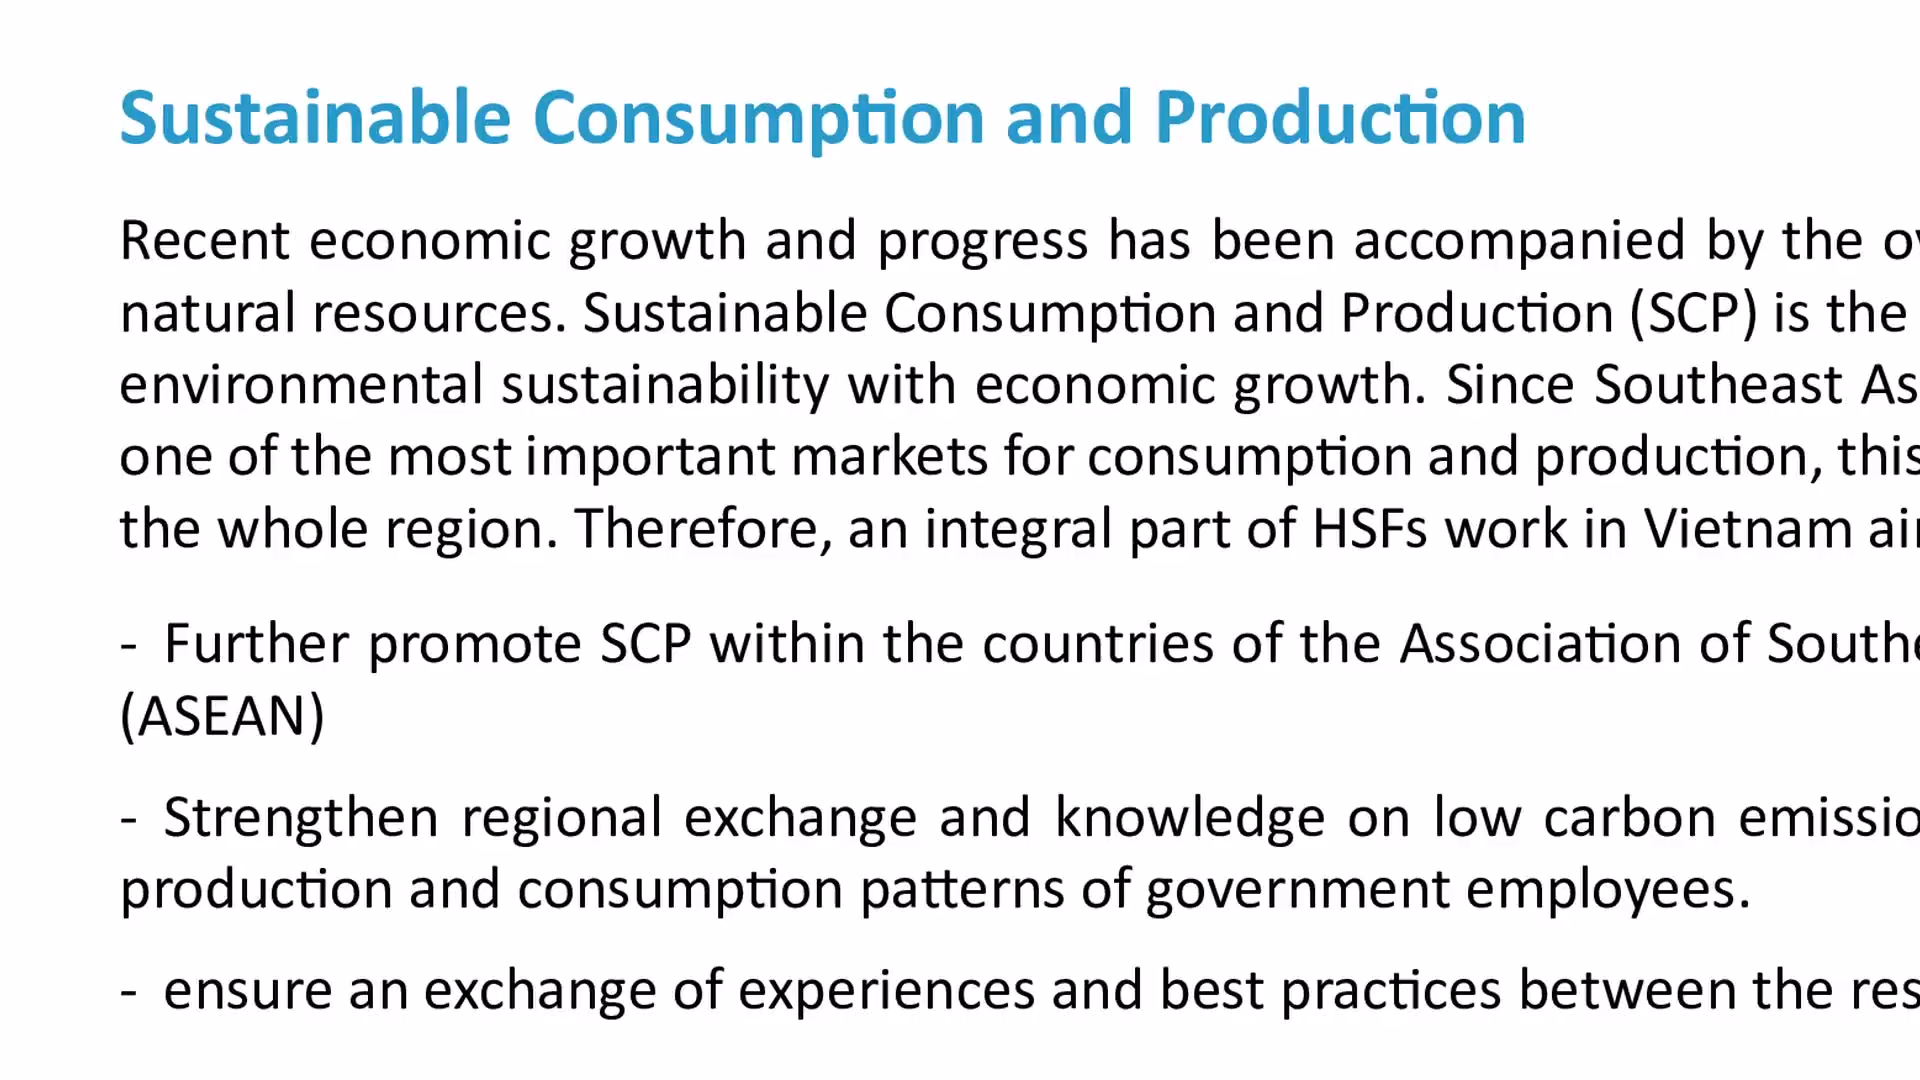 Sustainable Consumption and Production
Recent economic growth and progress has been accompanied by the
natural resources. Sustainable Consumption and Production (SCP) is the
environmental sustainability with economic growth. Since Southeast
one of the most important markets for consumption and production, this
the whole region. Therefore, an integral part of HSFs work in Vietnam
- Further promote SCP within the countries of the Association of
(ASEAN)
- Strengthen regional exchange and knowledge on low carbon
production and consumption patterns of government employees.
- ensure an exchange of experiences and best practices between the